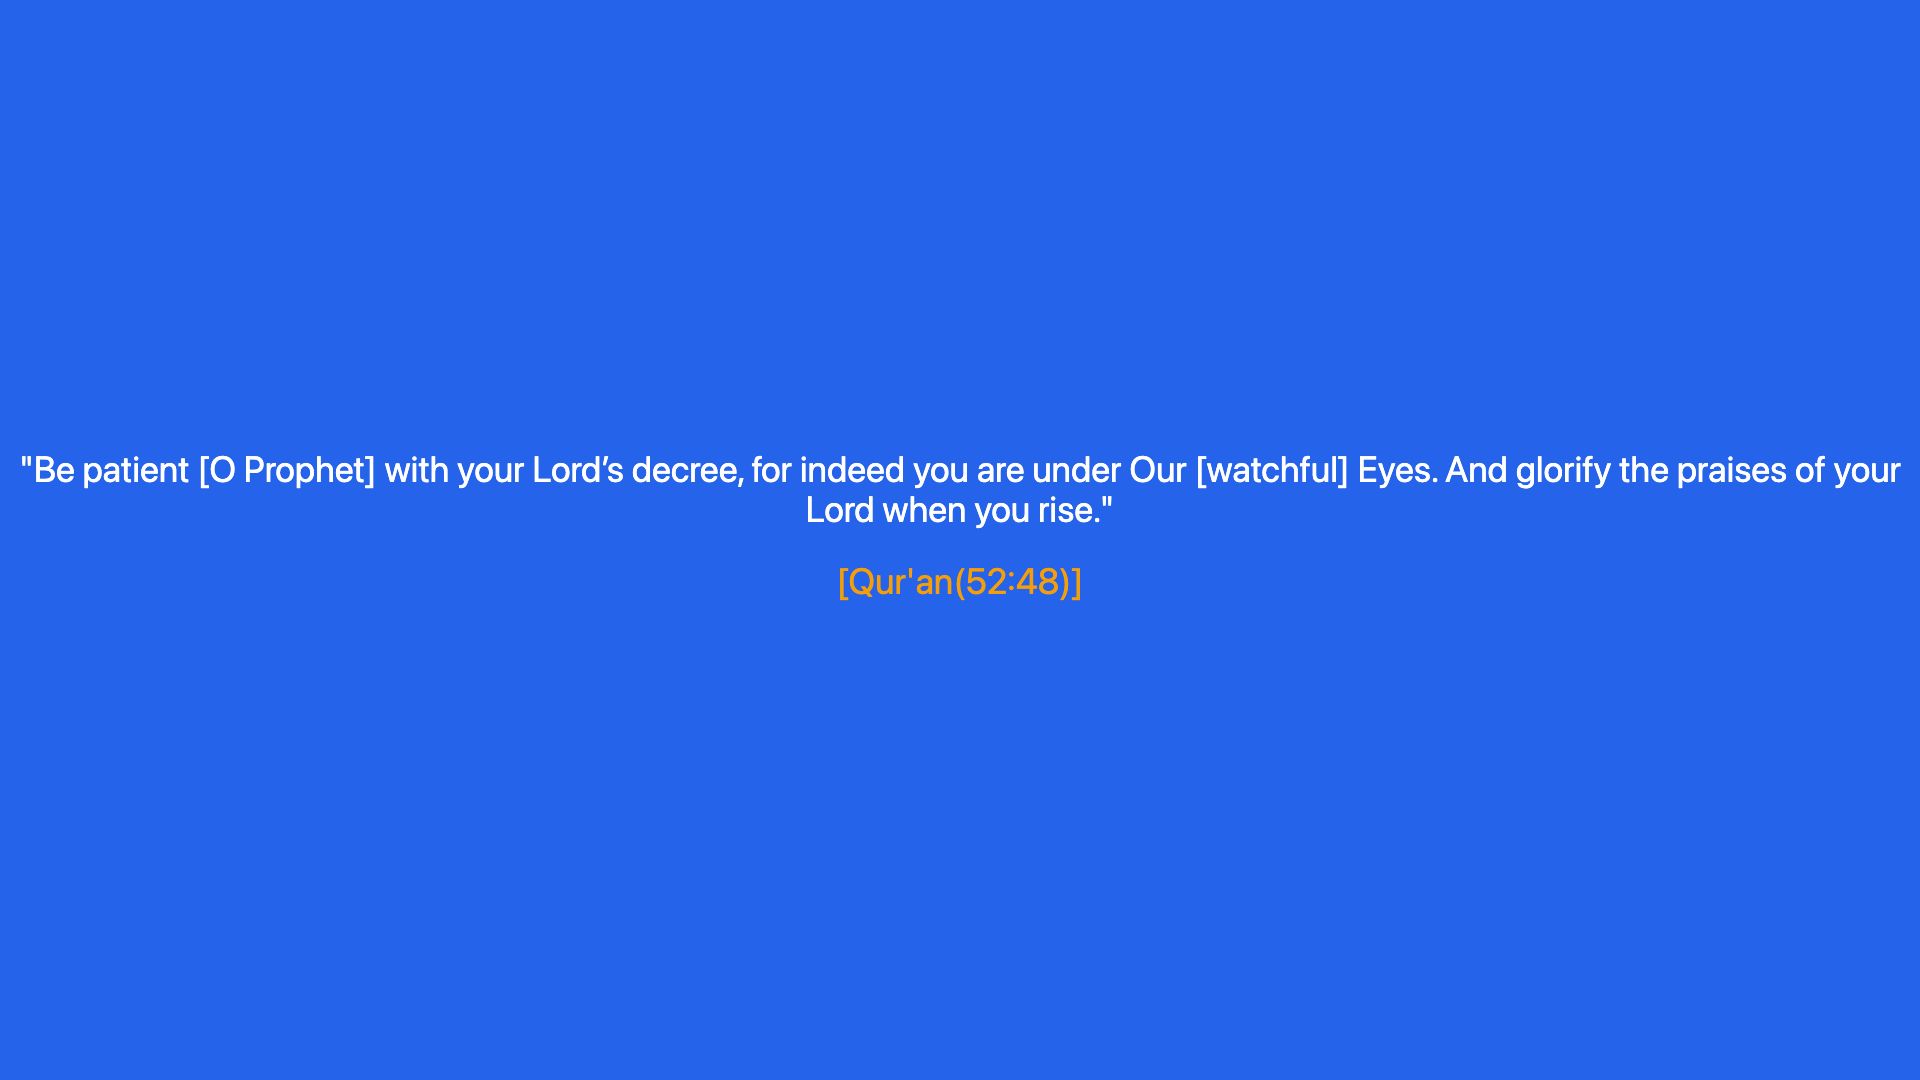 "Be patient [O Prophet] with your Lord’s decree, for indeed you are under Our [watchful] Eyes. And glorify the praises of your
Lord when you rise."
[Qur'an(52:48)]